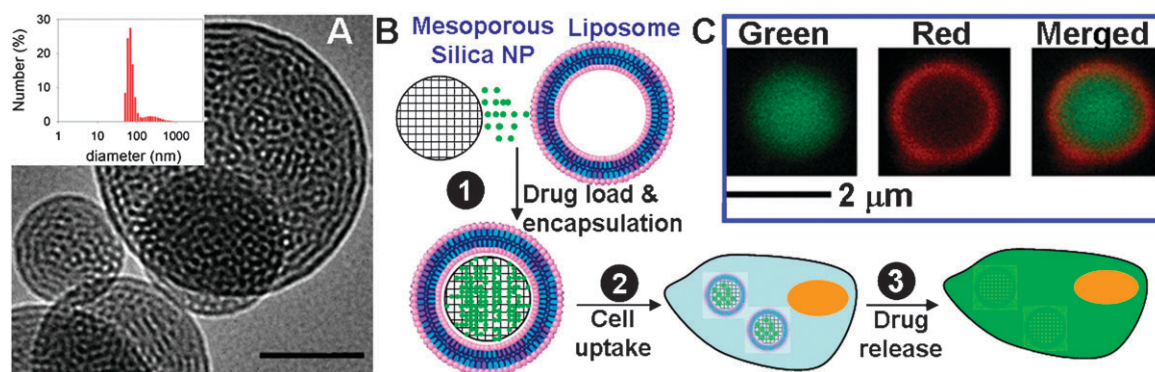 A
Number (%)
30
20
10
0
1 10 100 1000
diameter (nm)
B
Mesoporous
Silica NP
Liposome
1
Drug load &
encapsulation
2
Cell
uptake
3
Drug
release
C
Green Red Merged
2 μm